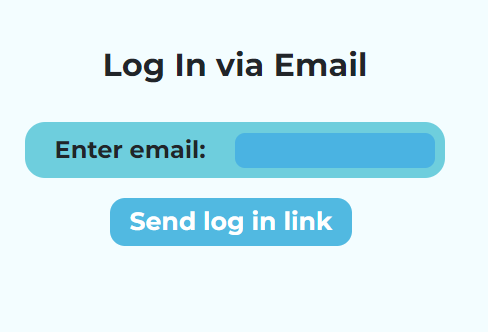 Log In via Email
Enter email:
Send log in link